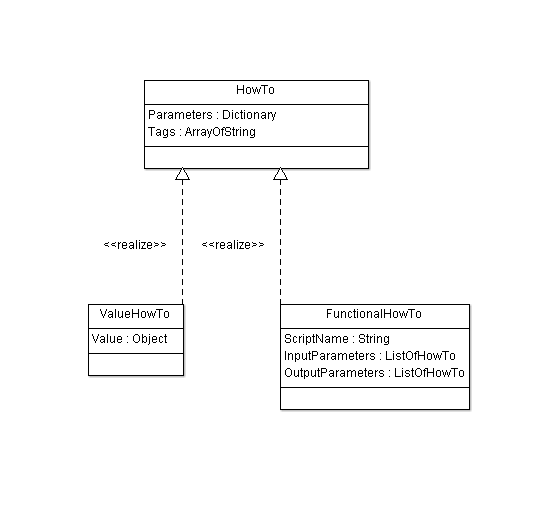 HowTo
Parameters : Dictionary
Tags : ArrayOfString
<<realize>>
<<realize>>
ValueHowTo
Value : Object
FunctionalHowTo
ScriptName : String
InputParameters : ListOfHowTo
OutputParameters : ListOfHowTo